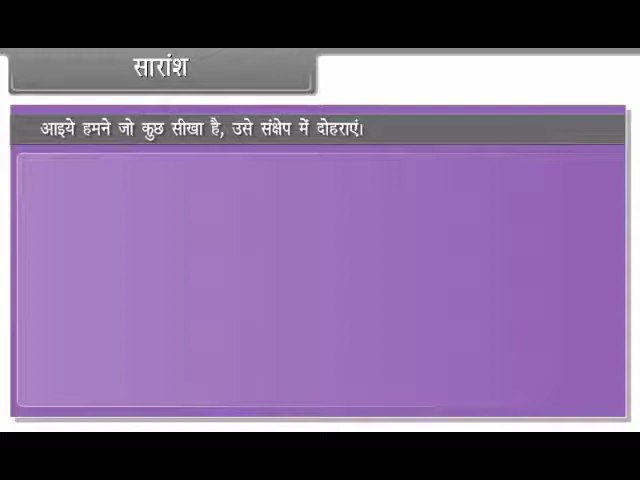 सारांश
आइये हमने जो कुछ सीखा है, उसे संक्षेप में दोहराएं।